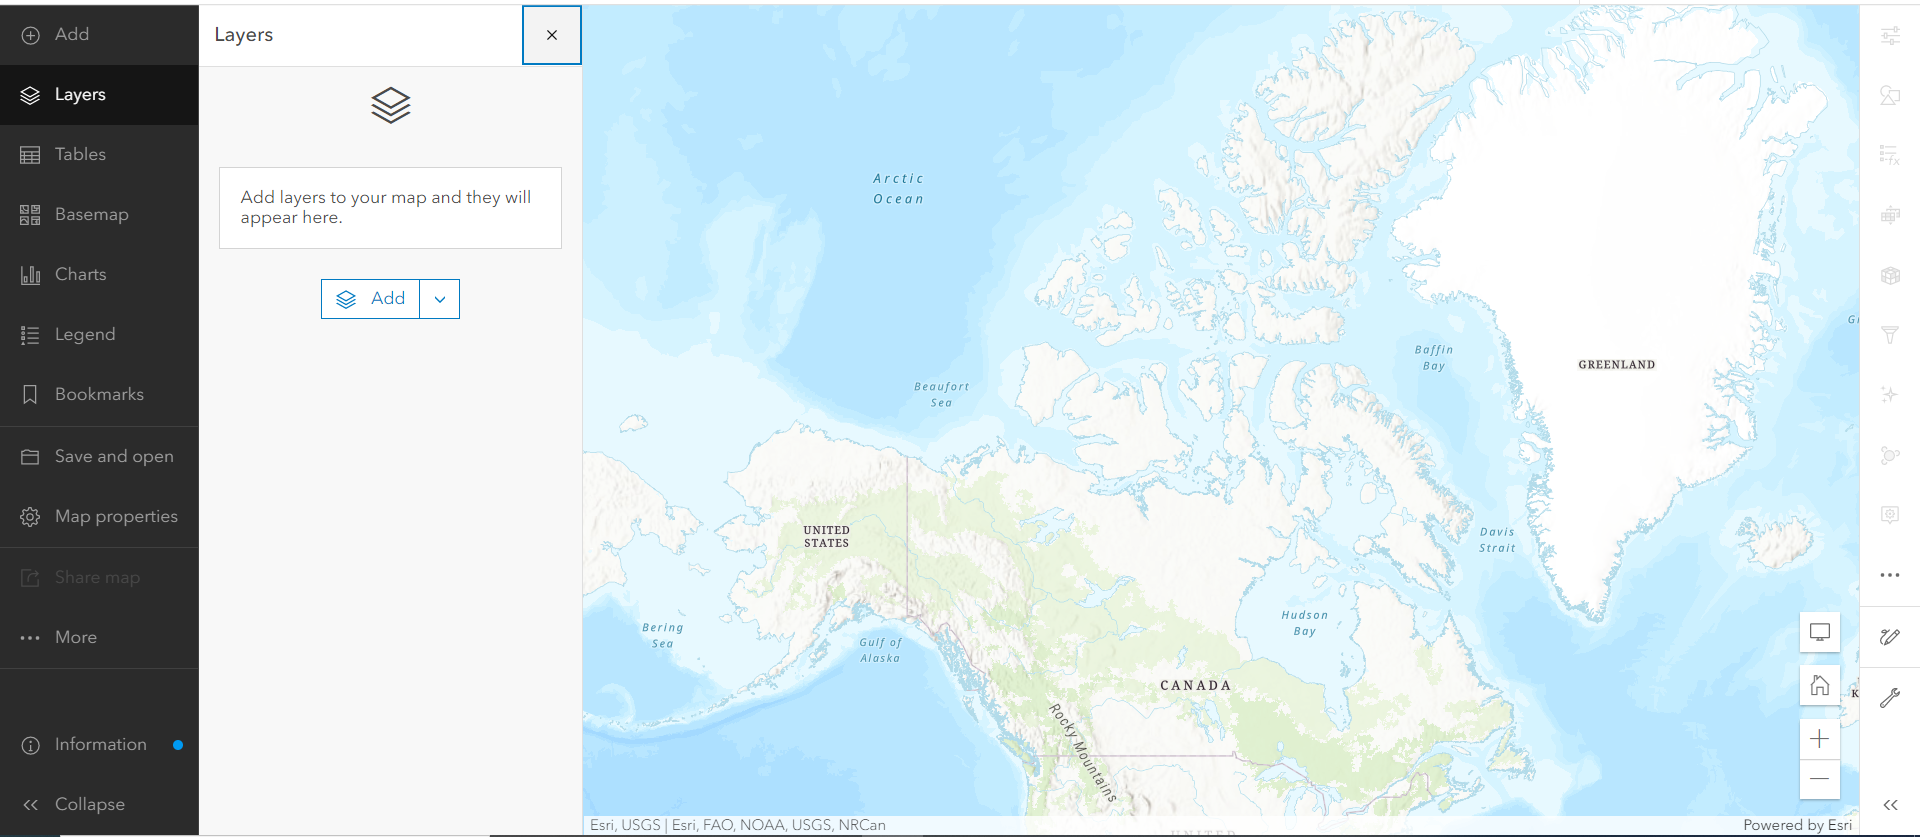 Add
Layers
Tables
Basemap
Charts
Legend
Bookmarks
Save and open
Map properties
Share map
More
Information
Collapse
Layers
Add layers to your map and they will
appear here.
Add
Arctic
Ocean
Beaufort
Sea
Baffin
Bay
GREENLAND
UNITED
STATES
Davis
Strait
Bering
Sea
Gulf of
Alaska
Hudson
Bay
CANADA
Rocky Mountains
UNITED
Esri, USGS | Esri, FAO, NOAA, USGS, NRCan
Powered by Esri